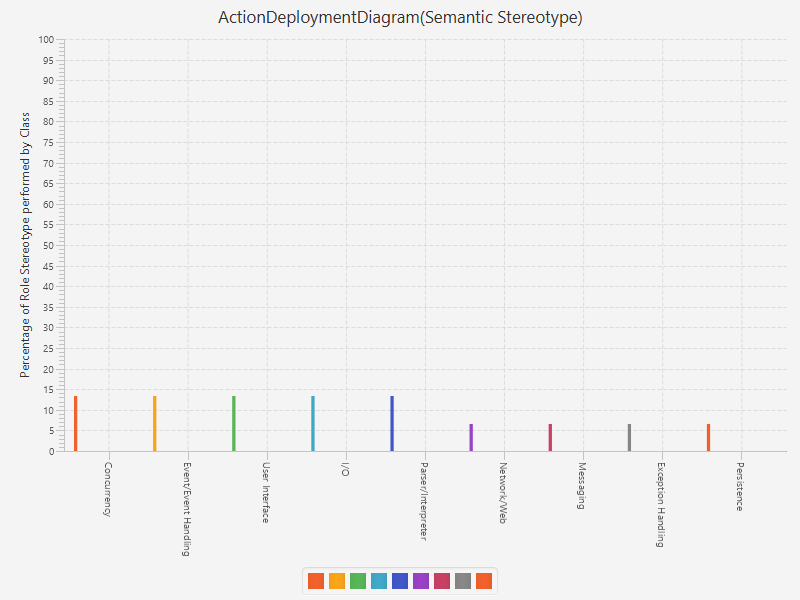 ActionDeploymentDiagram(Semantic Stereotype)
Percentage of Role Stereotype performed by Class
100
95
90
85
80
75
70
65
60
55
50
45
40
35
30
25
20
15
10
5
0
Concurrency
Event/Event Handling
User Interface
I/O
Parser/Interpreter
Network/Web
Messaging
Exception Handling
Persistence